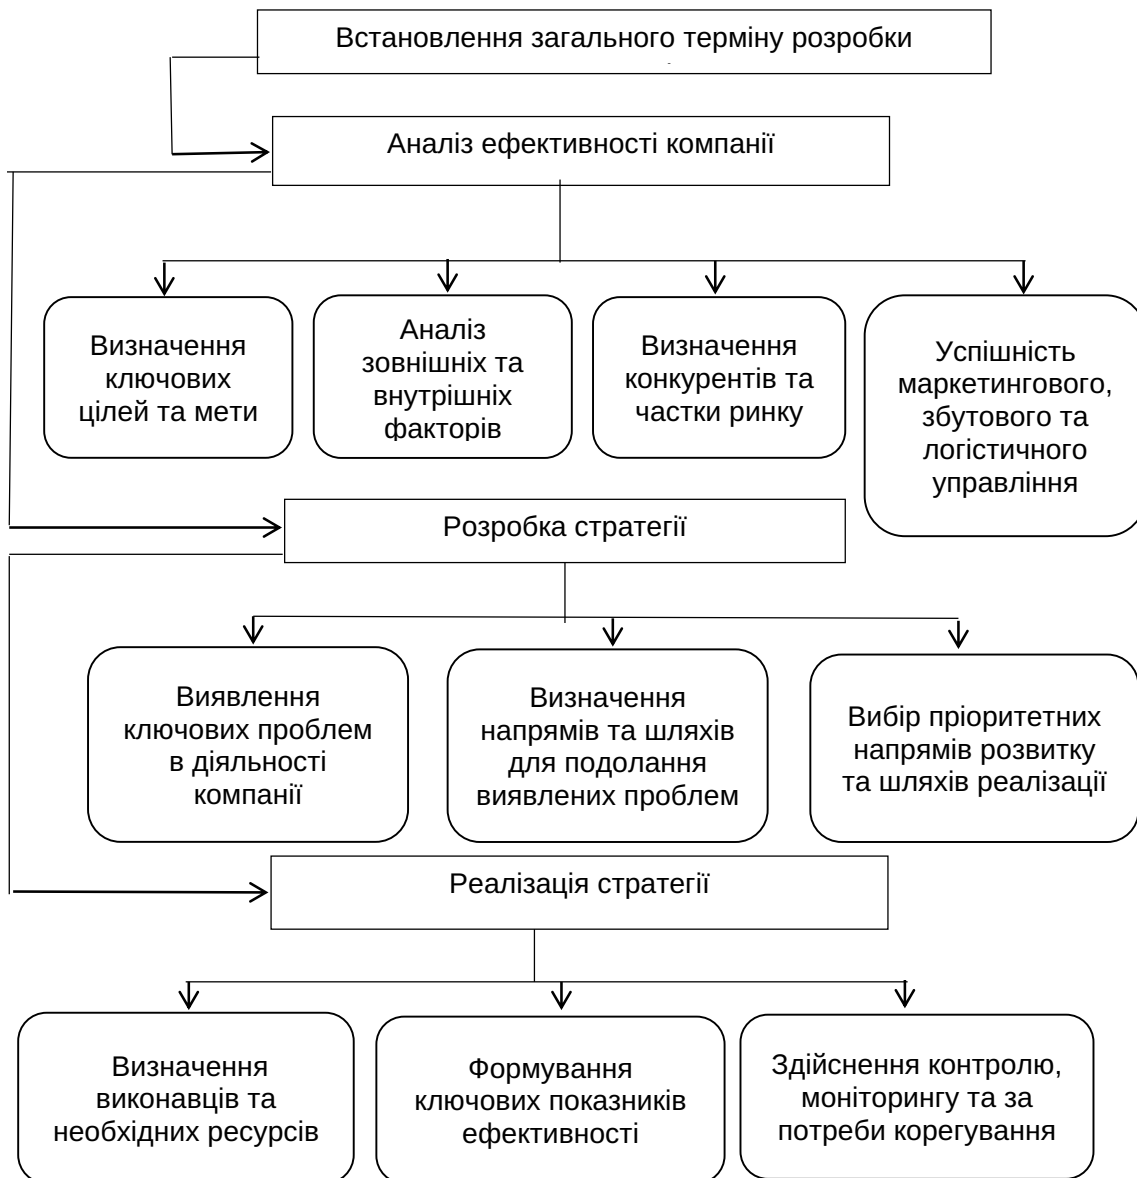 Встановлення загального терміну розробки
Аналіз ефективності компанії
Визначення
ключових
цілей та мети
Аналіз
зовнішніх та
внутрішніх
факторів
Визначення
конкурентів та
частки ринку
Успішність
маркетингового,
збутового та
логістичного
управління
Розробка стратегії
Виявлення
ключових проблем
в діяльності
компанії
Визначення
напрямів та шляхів
для подолання
виявлених проблем
Вибір пріоритетних
напрямів розвитку
та шляхів реалізації
Реалізація стратегії
Визначення
виконавців та
необхідних ресурсів
Формування
ключових показників
ефективності
Здійснення контролю,
моніторингу та за
потреби корегування